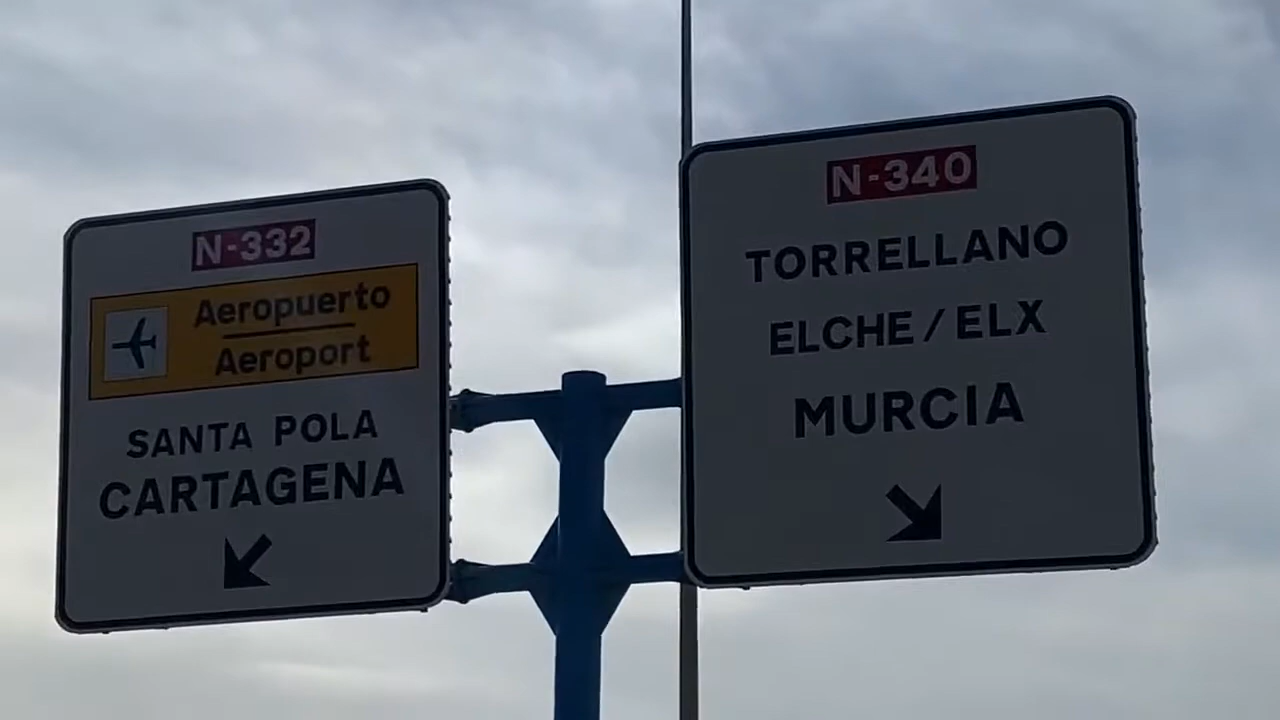 N-332
Aeropuerto
Aeroport
SANTA POLA
CARTAGENA
N-340
TORRELLANO
ELCHE/ELX
MURCIA